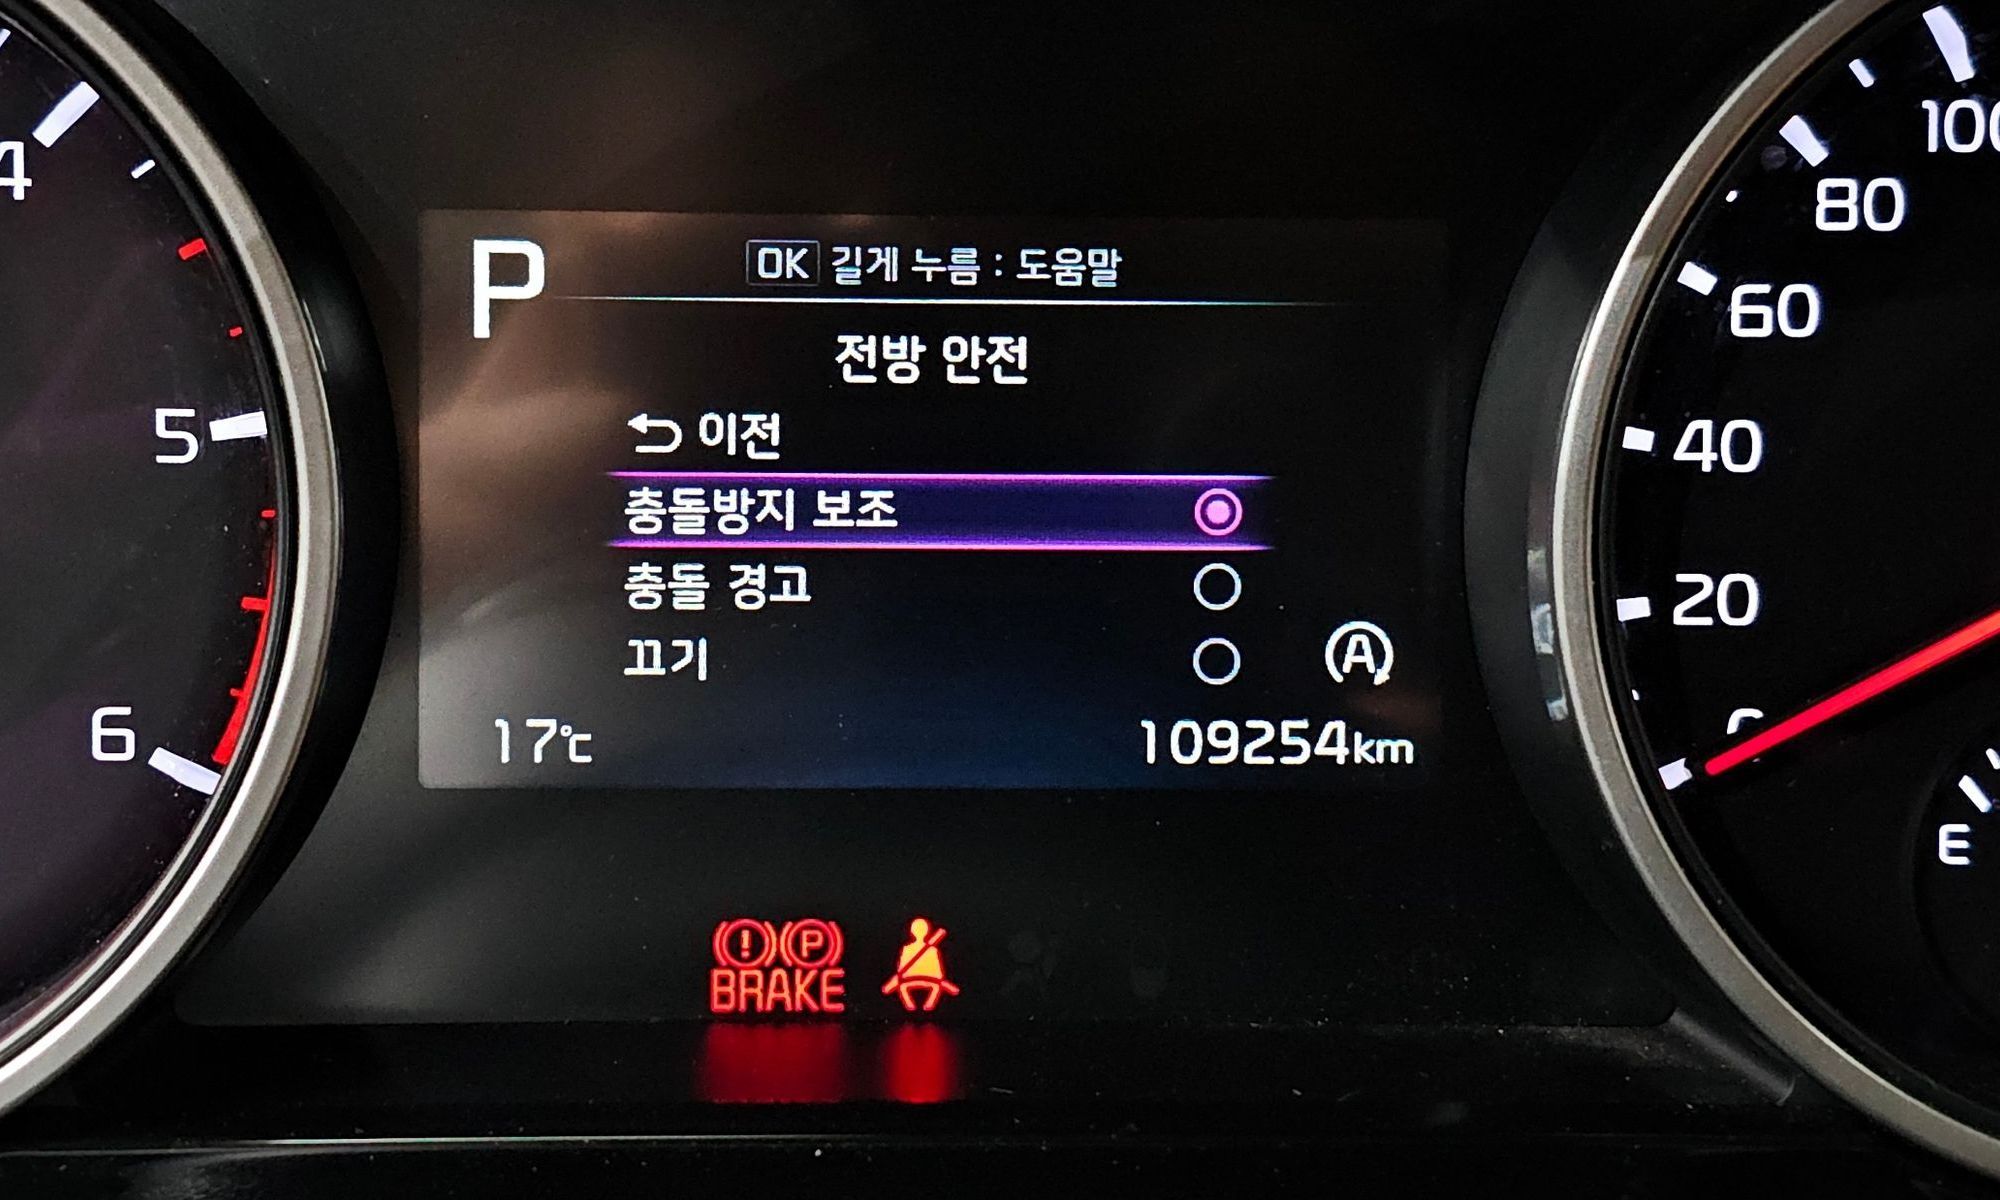 P
OK 길게 누름 : 도움말
전방 안전
이전
충돌방지 보조
충돌 경고
끄기
A
17℃
109254km
4
5
6
100
80
60
40
20
E
! P
BRAKE